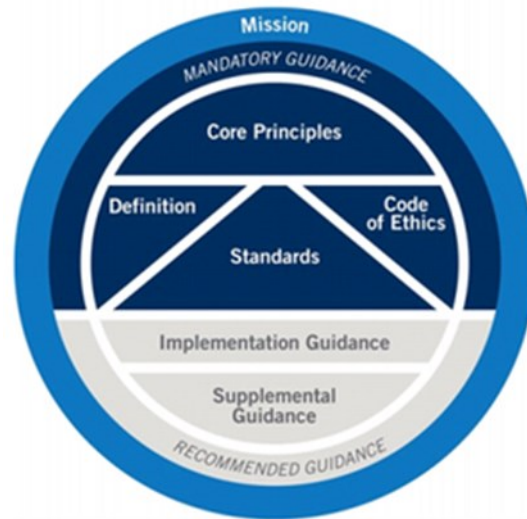 Mission
MANDATORY GUIDANCE
Core Principles
Definition
Code
of Ethics
Standards
Implementation Guidance
Supplemental
Guidance
RECOMMENDED GUIDANCE